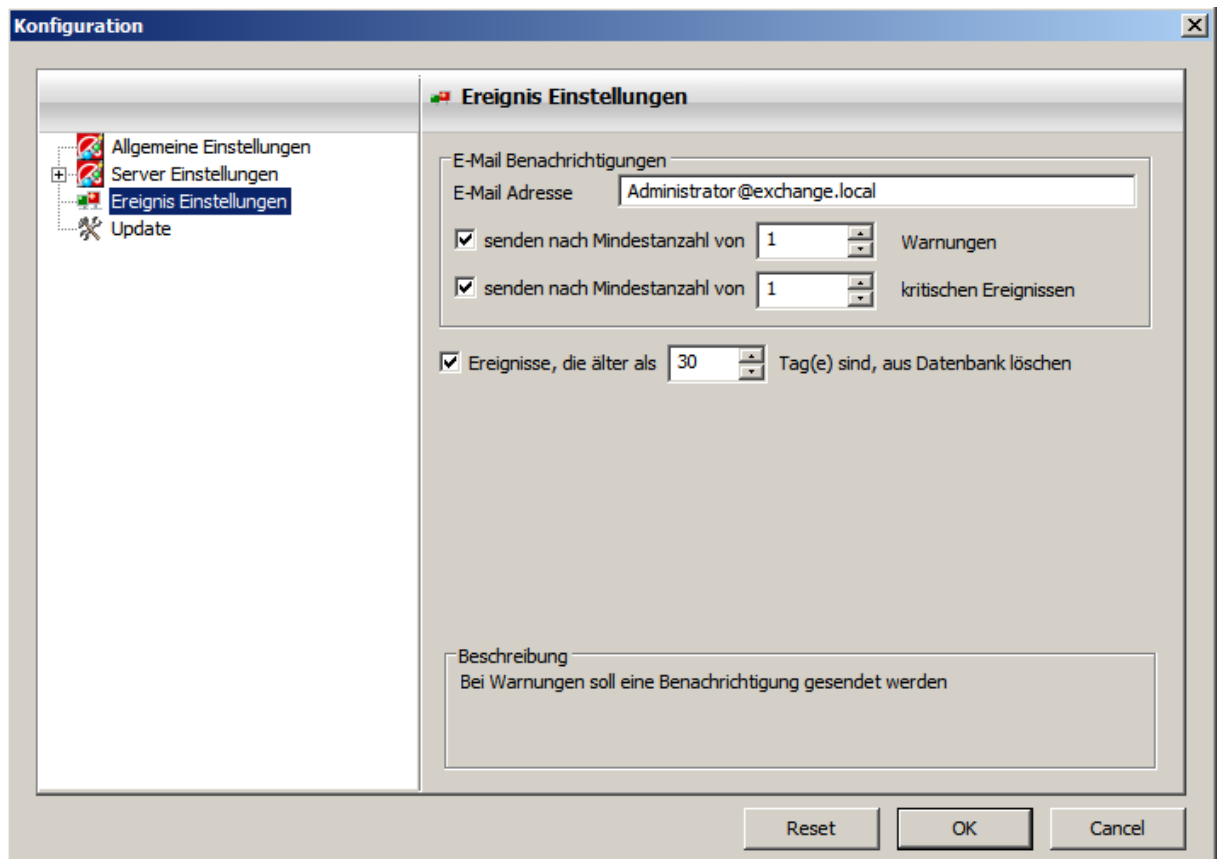 Konfiguration
Ereignis Einstellungen
Allgemeine Einstellungen
Server Einstellungen
Ereignis Einstellungen
Update
E-Mail Benachrichtigungen
E-Mail Adresse Administrator@exchange.local
senden nach Mindestanzahl von 1 Warnungen
senden nach Mindestanzahl von 1 kritischen Ereignissen
Ereignisse, die älter als 30 Tag(e) sind, aus Datenbank löschen
Beschreibung
Bei Warnungen soll eine Benachrichtigung gesendet werden
Reset OK Cancel